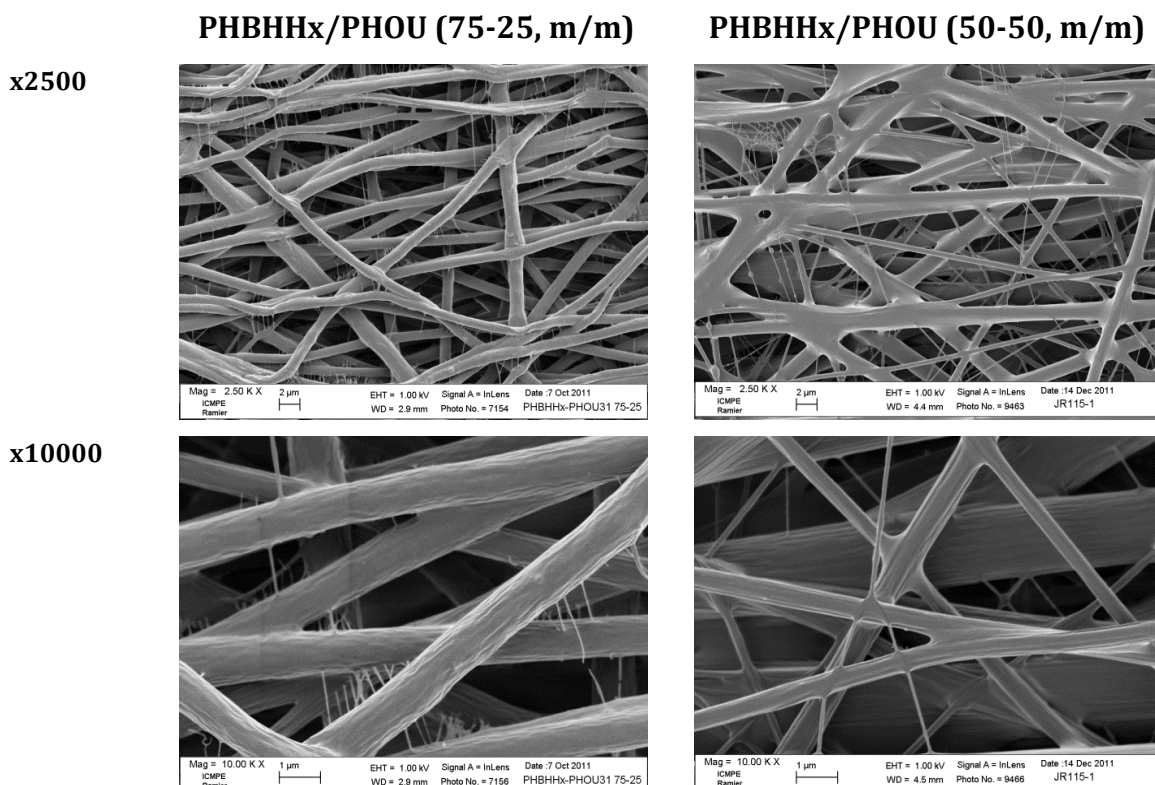 PHBHHx/PHOU (75-25, m/m)
PHBHHx/PHOU (50-50, m/m)
x2500
Mag = 2.50 K X
2 µm
EHT = 1.00 kV
Signal A = InLens
Date :7 Oct 2011
ICMPE
Ramier
WD = 2.9 mm
Photo No. = 7154
PHBHHx-PHOU31 75-25
Mag = 2.50 K X
2 µm
EHT = 1.00 kV
Signal A = InLens
Date :14 Dec 2011
ICMPE
Ramier
WD = 4.4 mm
Photo No. = 9463
JR115-1
x10000
Mag = 10.00 K X
1 µm
EHT = 1.00 kV
Signal A = InLens
Date :7 Oct 2011
ICMPE
Ramier
WD = 2.9 mm
Photo No. = 7156
PHBHHx-PHOU31 75-25
Mag = 10.00 K X
1 µm
EHT = 1.00 kV
Signal A = InLens
Date :14 Dec 2011
ICMPE
Ramier
WD = 4.5 mm
Photo No. = 9466
JR115-1